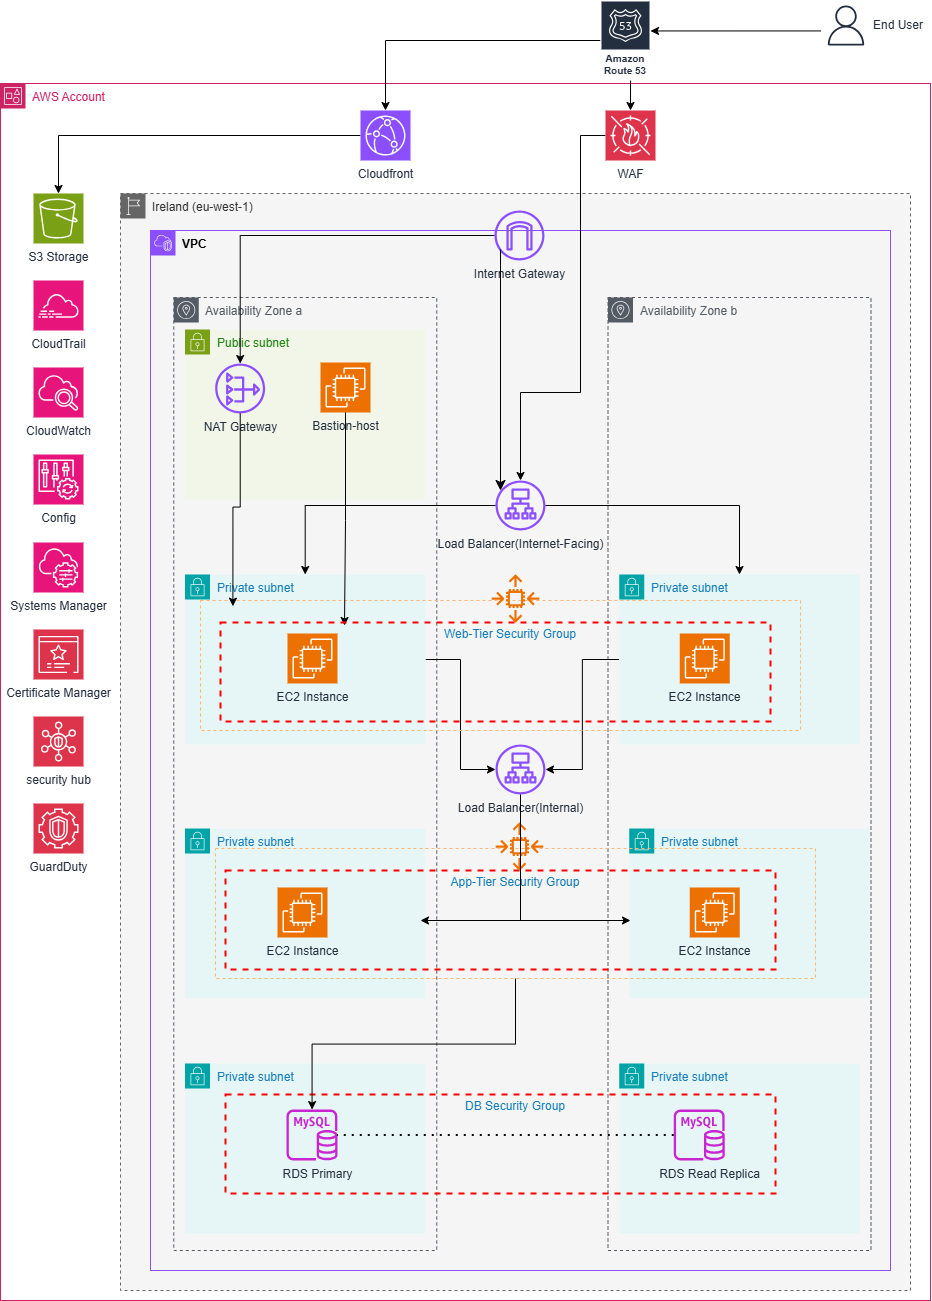 53
End User
Amazon
Route 53
AWS Account
Cloudfront
WAF
S3 Storage
CloudTrail
CloudWatch
Config
Systems Manager
Certificate Manager
security hub
GuardDuty
Ireland (eu-west-1)
VPC
Internet Gateway
Availability Zone a
Availability Zone b
Public subnet
NAT Gateway
Bastion-host
Load Balancer(Internet-Facing)
Private subnet
Private subnet
Web-Tier Security Group
EC2 Instance
EC2 Instance
Load Balancer(Internal)
Private subnet
Private subnet
App-Tier Security Group
EC2 Instance
EC2 Instance
Private subnet
Private subnet
DB Security Group
MySQL
MySQL
RDS Primary
RDS Read Replica